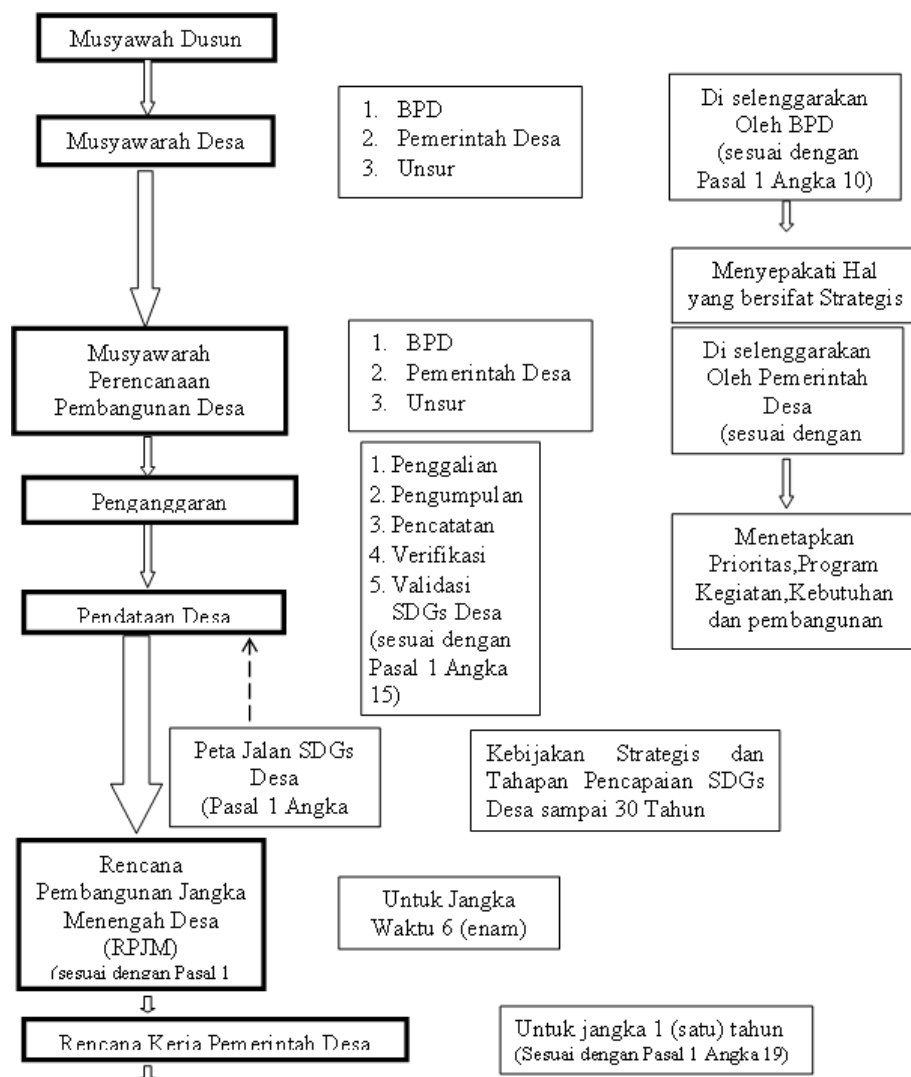 Musyawah Dusun
Musyawarah Desa
1. BPD
2. Pemerintah Desa
3. Unsur
Di selenggarakan
Oleh BPD
(sesuai dengan
Pasal 1 Angka 10)
Menyepakati Hal
yang bersifat Strategis
Musyawarah
Perencanaan
Pembangunan Desa
1. BPD
2. Pemerintah Desa
3. Unsur
Di selenggarakan
Oleh Pemerintah
Desa
(sesuai dengan
Penganggaran
1. Penggalian
2. Pengumpulan
3. Pencatatan
4. Verifikasi
5. Validasi
SDGs Desa
(sesuai dengan
Pasal 1 Angka
15)
Menetapkan
Prioritas,Program
Kegiatan,Kebutuhan
dan pembangunan
Pendataan Desa
Peta Jalan SDGs
Desa
(Pasal 1 Angka
Kebijakan Strategis dan
Tahapan Pencapaian SDGs
Desa sampai 30 Tahun
Rencana
Pembangunan Jangka
Menengah Desa
(RPJM)
(sesuai dengan Pasal 1
Untuk Jangka
Waktu 6 (enam)
Rencana Kerja Pemerintah Desa
Untuk jangka 1 (satu) tahun
(Sesuai dengan Pasal 1 Angka 19)